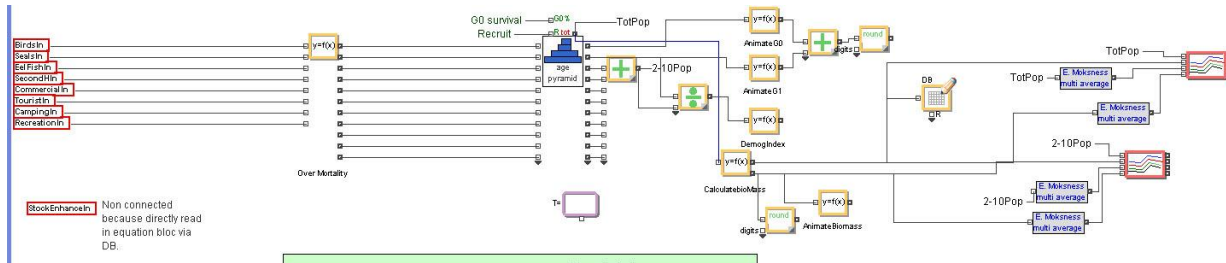 G0 survival
G0%
TotPop
Recruit
R tot
y=f(x)
AnimateG0
round
digits
BirdsIn
SealsIn
EelFishIn
SecondHIn
CommercialIn
TouristIn
CampingIn
RecreationIn
y=f(x)
Over Mortality
age
pyramid
2-10Pop
y=f(x)
AnimateG1
y=f(x)
DemogIndex
DB
R
TotPop
TotPop
E. Moksness
multi average
E. Moksness
multi average
2-10Pop
y=f(x)
CalculatebioMass
E. Moksness
multi average
2-10Pop
E. Moksness
multi average
T=
y=f(x)
AnimateBiomass
round
digits
StockEnhanceIn
Non connected
because directly read
in equation bloc via
DB.